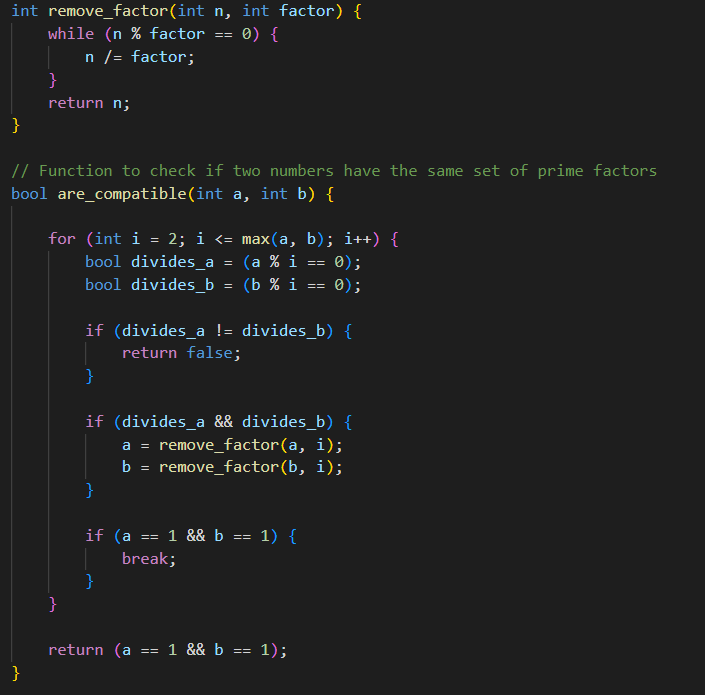 int remove_factor(int n, int factor) {
    while (n % factor == 0) {
        n /= factor;
    }
    return n;
}

// Function to check if two numbers have the same set of prime factors
bool are_compatible(int a, int b) {

    for (int i = 2; i <= max(a, b); i++) {
        bool divides_a = (a % i == 0);
        bool divides_b = (b % i == 0);

        if (divides_a != divides_b) {
            return false;
        }

        if (divides_a && divides_b) {
            a = remove_factor(a, i);
            b = remove_factor(b, i);
        }

        if (a == 1 && b == 1) {
            break;
        }
    }

    return (a == 1 && b == 1);
}